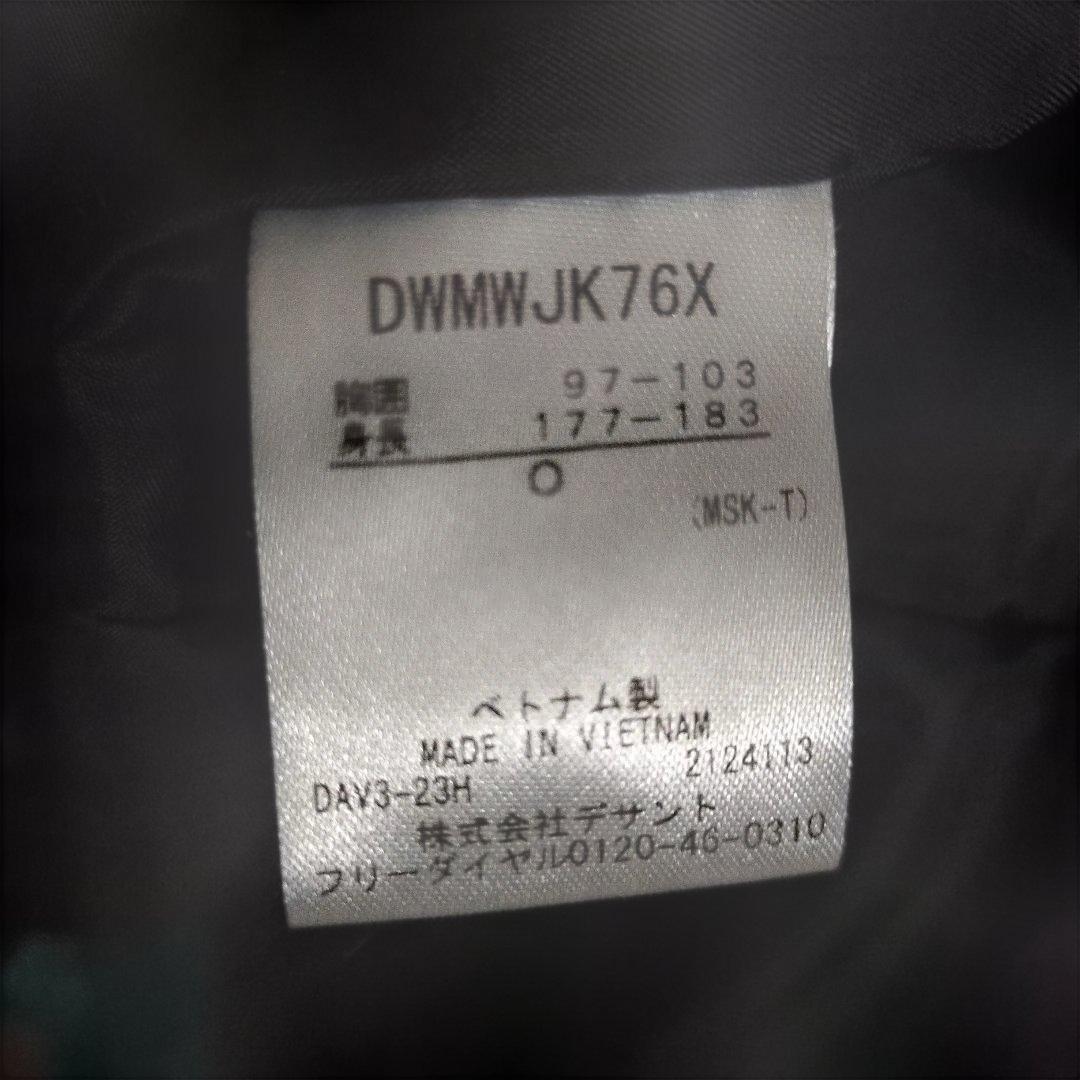 DWMWJK76X
胸囲 97-103
身長 177-183
O
(MSK-T)
ベトナム製
MADE IN VIETNAM
DAV3-23H 2124113
株式会社デサント
フリーダイヤル0120-46-0310